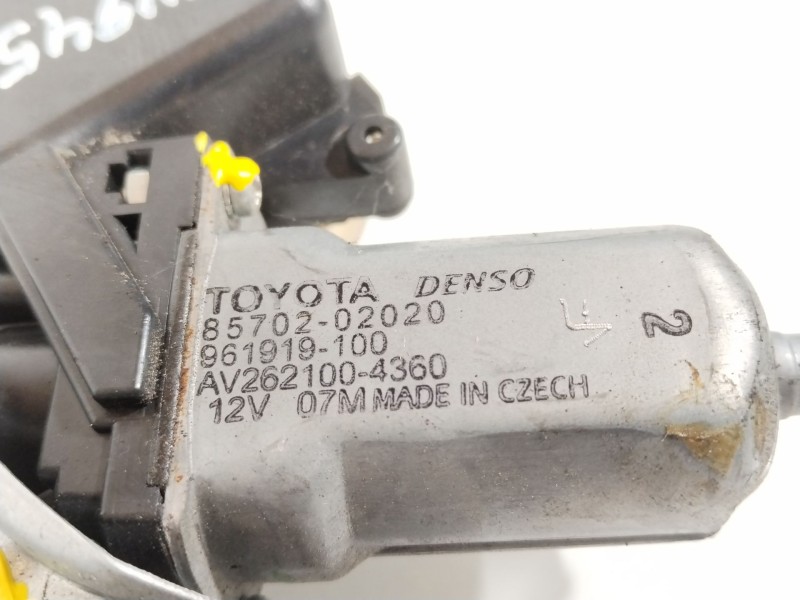 TOYOTA DENSO
85702-02020
961919-100
AV262100-4360
12V 07M MADE IN CZECH
2